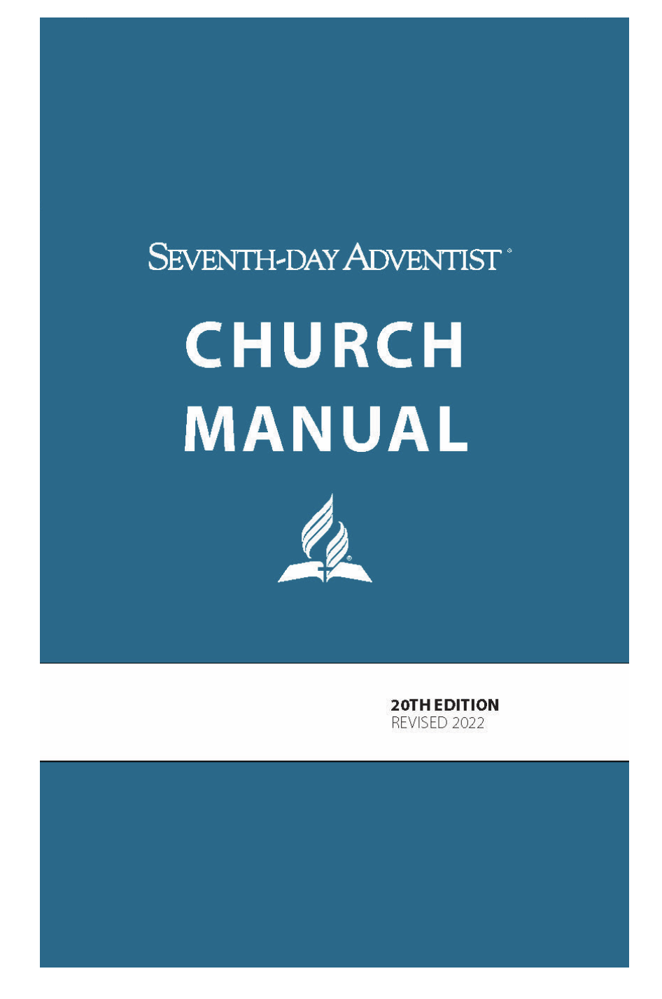 SEVENTH-DAY ADVENTIST®
CHURCH
MANUAL
®
20TH EDITION
REVISED 2022